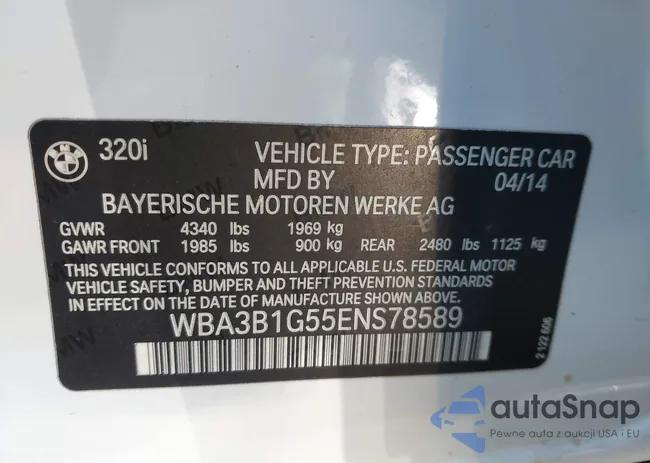 320i VEHICLE TYPE: PASSENGER CAR
MFD BY 04/14
BAYERISCHE MOTOREN WERKE AG
GVWR 4340 lbs 1969 kg
GAWR FRONT 1985 lbs 900 kg REAR 2480 lbs 1125 kg
THIS VEHICLE CONFORMS TO ALL APPLICABLE U.S. FEDERAL MOTOR
VEHICLE SAFETY, BUMPER AND THEFT PREVENTION STANDARDS
IN EFFECT ON THE DATE OF MANUFACTURE SHOWN ABOVE.
WBA3B1G55ENS78589
2 122 606
autaSnap
Pewne auta z aukcji USA i EU